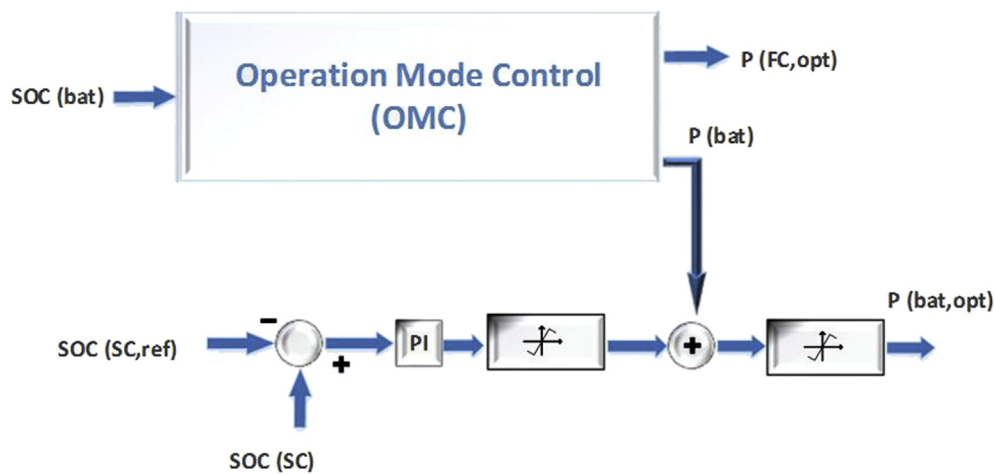 Operation Mode Control
(OMC)
P (FC,opt)
SOC (bat)
P (bat)
P (bat,opt)
-
SOC (SC,ref)
+
PI
+
SOC (SC)